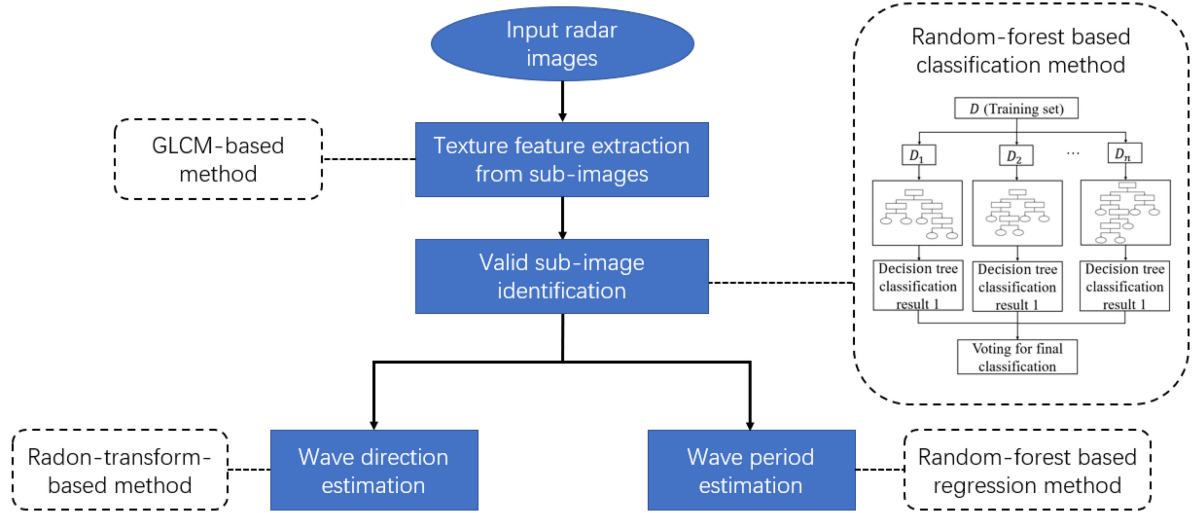 Input radar
images
GLCM-based
method
Texture feature extraction
from sub-images
Valid sub-image
identification
Random-forest based
classification method
D (Training set)
D₁
D₂
...
Dₙ
Decision tree
classification
result 1
Decision tree
classification
result 1
Decision tree
classification
result 1
Voting for final
classification
Radon-transform-
based method
Wave direction
estimation
Wave period
estimation
Random-forest based
regression method